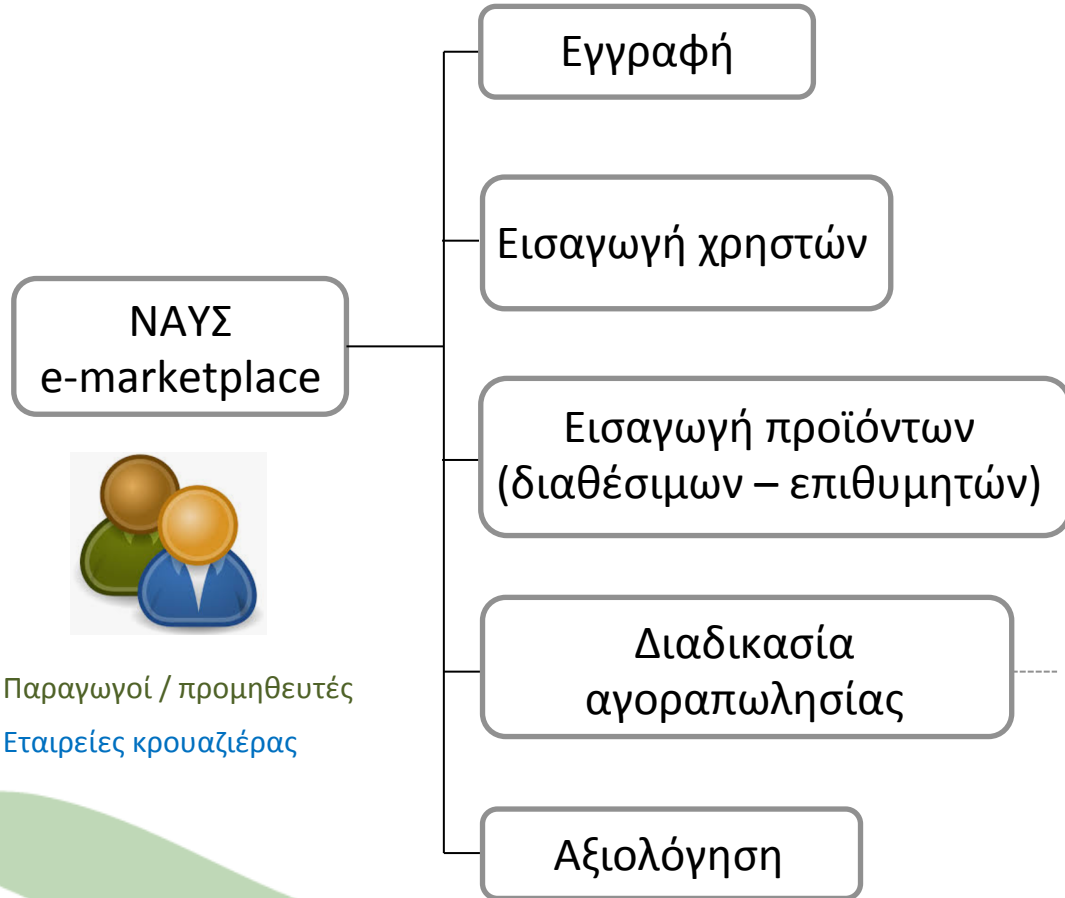 Εγγραφή
Εισαγωγή χρηστών
ΝΑΥΣ
e-marketplace
Εισαγωγή προϊόντων
(διαθέσιμων – επιθυμητών)
Διαδικασία
αγοραπωλησίας
Παραγωγοί / προμηθευτές
Εταιρείες κρουαζιέρας
Αξιολόγηση